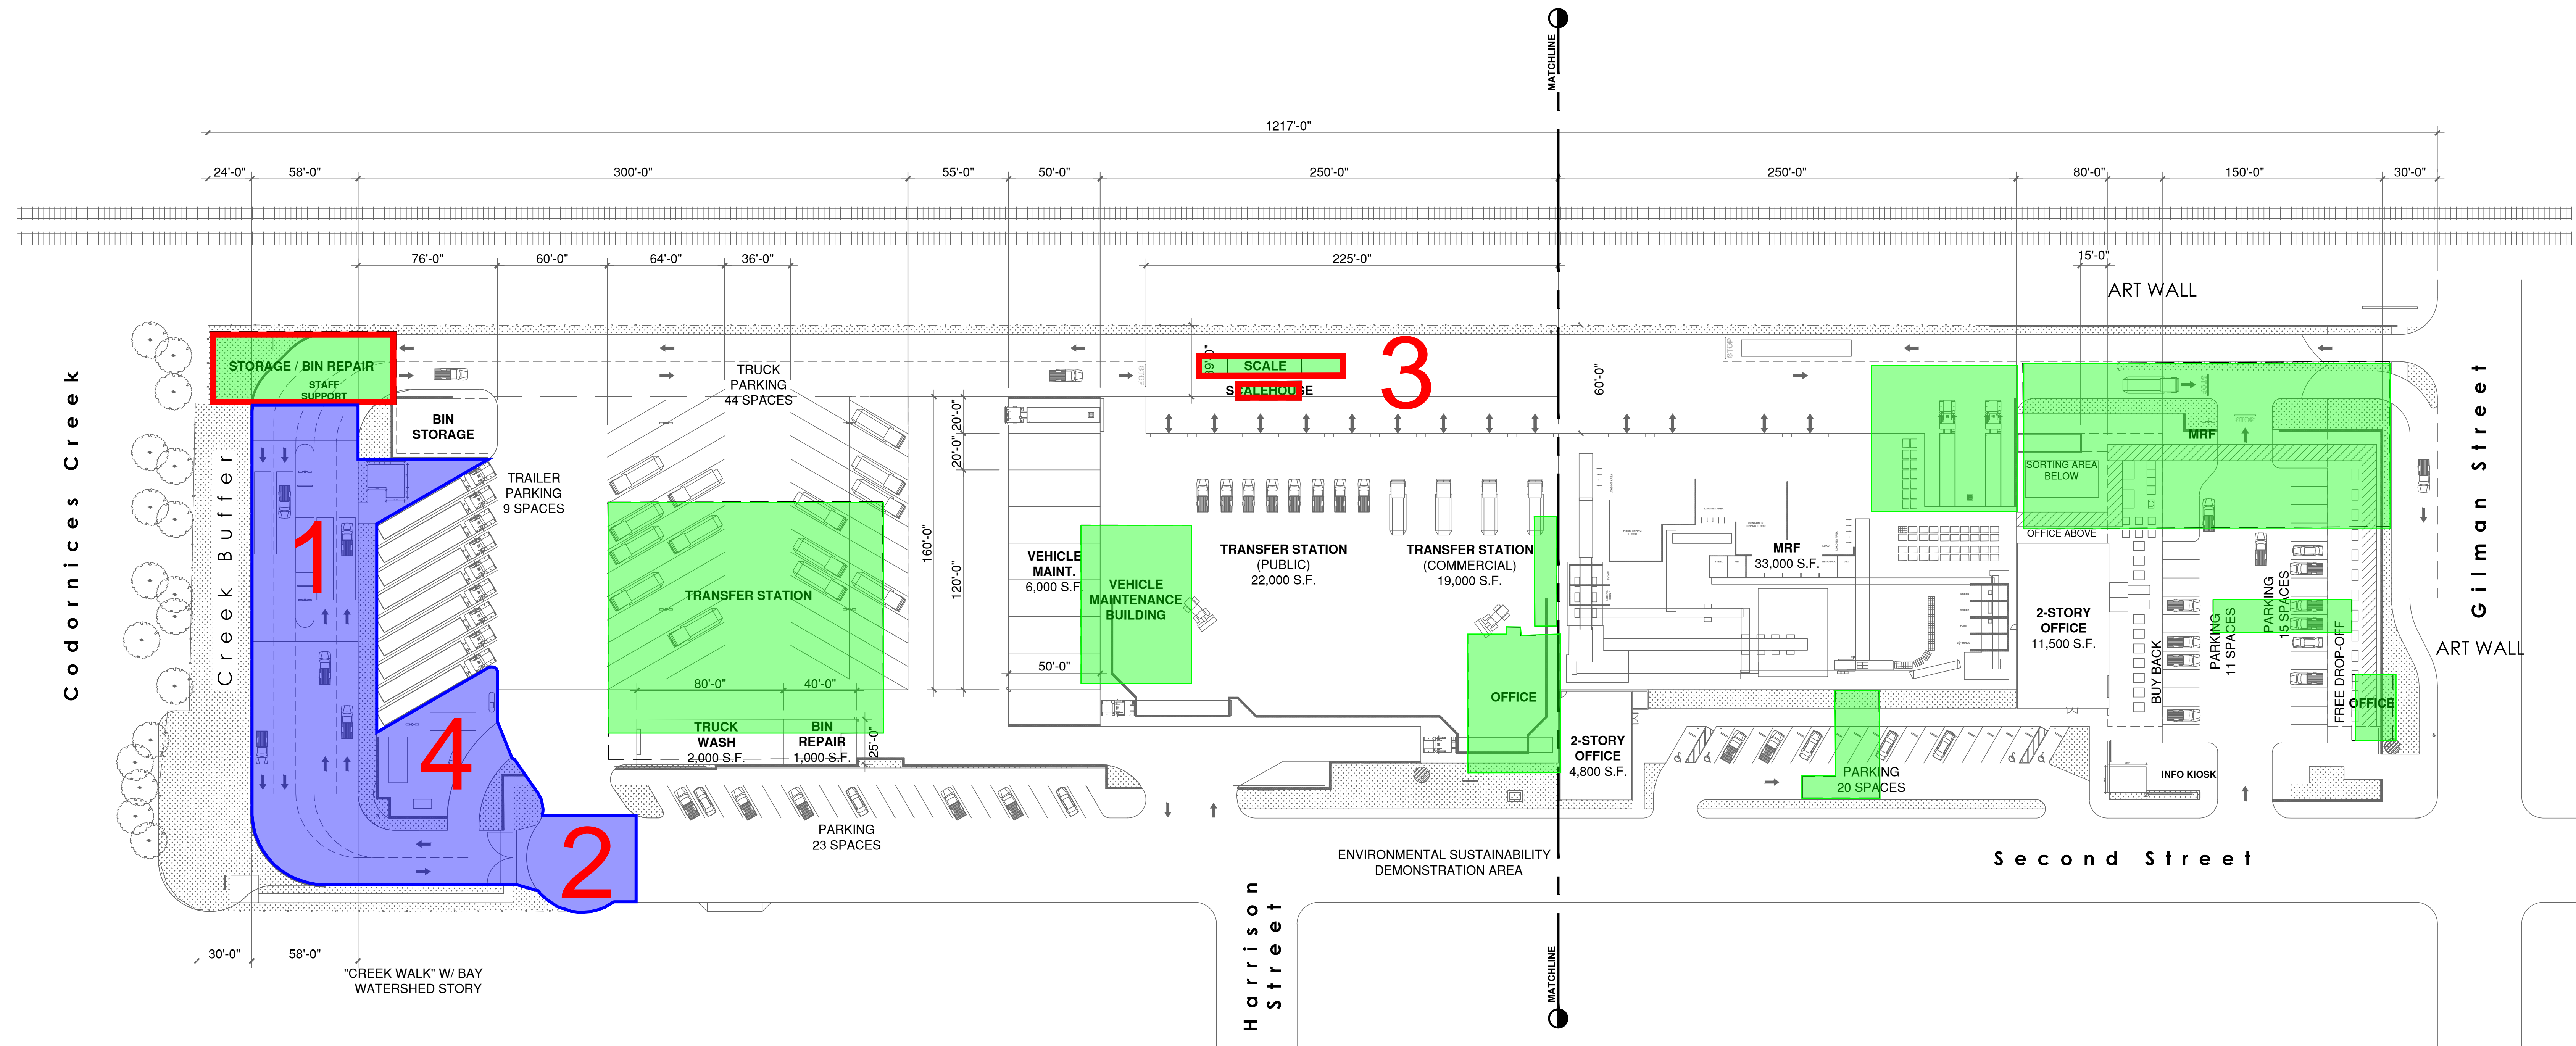 MATCHLINE
1217'-0"
24'-0"
58'-0"
300'-0"
55'-0"
50'-0"
250'-0"
250'-0"
80'-0"
150'-0"
30'-0"
76'-0"
60'-0"
64'-0"
36'-0"
225'-0"
15'-0"
ART WALL
STORAGE / BIN REPAIR
STAFF
SUPPORT
BIN
STORAGE
TRUCK
PARKING
44 SPACES
SCALE
SCALEHOUSE
3
STOP
STOP
60'-0"
20'-0"
20'-0"
160'-0"
120'-0"
Codornices Creek
Creek Buffer
1
TRAILER
PARKING
9 SPACES
TRANSFER STATION
VEHICLE
MAINT.
6,000 S.F.
VEHICLE
MAINTENANCE
BUILDING
TRANSFER STATION
(PUBLIC)
22,000 S.F.
TRANSFER STATION
(COMMERCIAL)
19,000 S.F.
MRF
33,000 S.F.
MRF
STOP
SORTING AREA
BELOW
OFFICE ABOVE
2-STORY
OFFICE
11,500 S.F.
BUY BACK
PARKING
11 SPACES
PARKING
15 SPACES
FREE DROP-OFF
OFFICE
Gilman Street
ART WALL
50'-0"
80'-0"
40'-0"
OFFICE
4
TRUCK
WASH
2,000 S.F.
BIN
REPAIR
1,000 S.F.
25'-0"
2-STORY
OFFICE
4,800 S.F.
PARKING
20 SPACES
INFO KIOSK
2
PARKING
23 SPACES
ENVIRONMENTAL SUSTAINABILITY
DEMONSTRATION AREA
Second Street
Harrison
Street
30'-0"
58'-0"
"CREEK WALK" W/ BAY
WATERSHED STORY
MATCHLINE